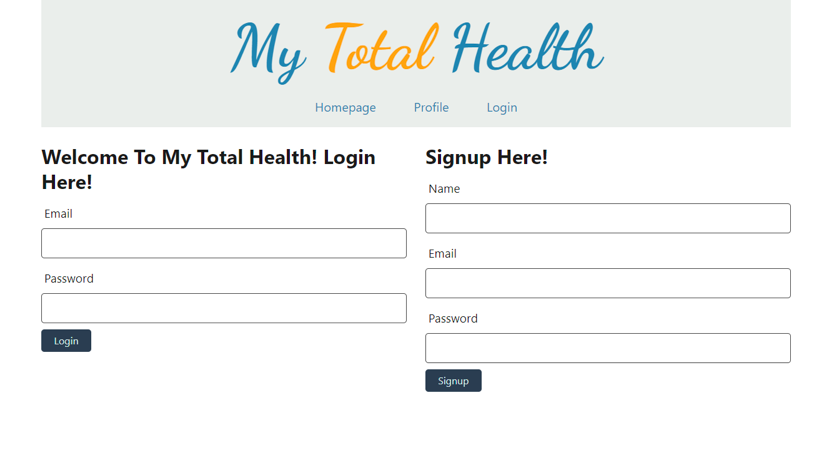 My Total Health
Homepage Profile Login
Welcome To My Total Health! Login
Here!
Email
Password
Login
Signup Here!
Name
Email
Password
Signup